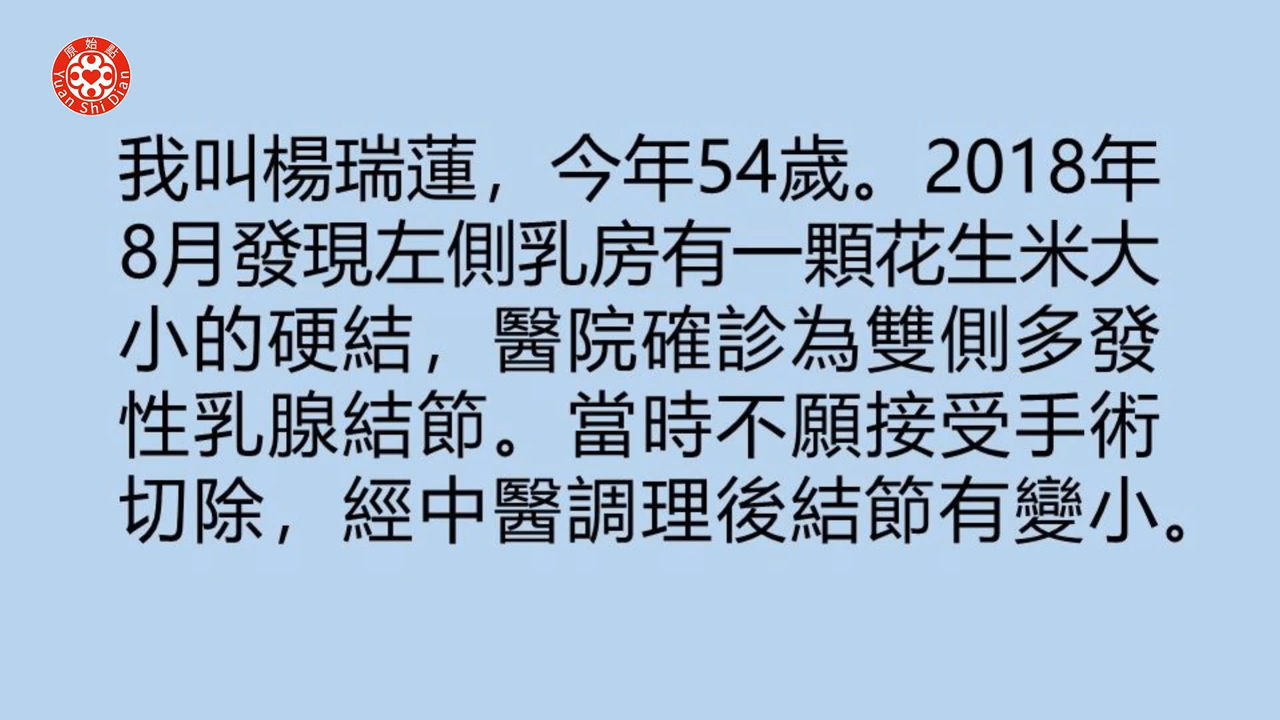 原始點
Yuan Shi Dian
我叫楊瑞蓮，今年54歲。2018年
8月發現左側乳房有一顆花生米大
小的硬結，醫院確診為雙側多發
性乳腺結節。當時不願接受手術
切除，經中醫調理後結節有變小。